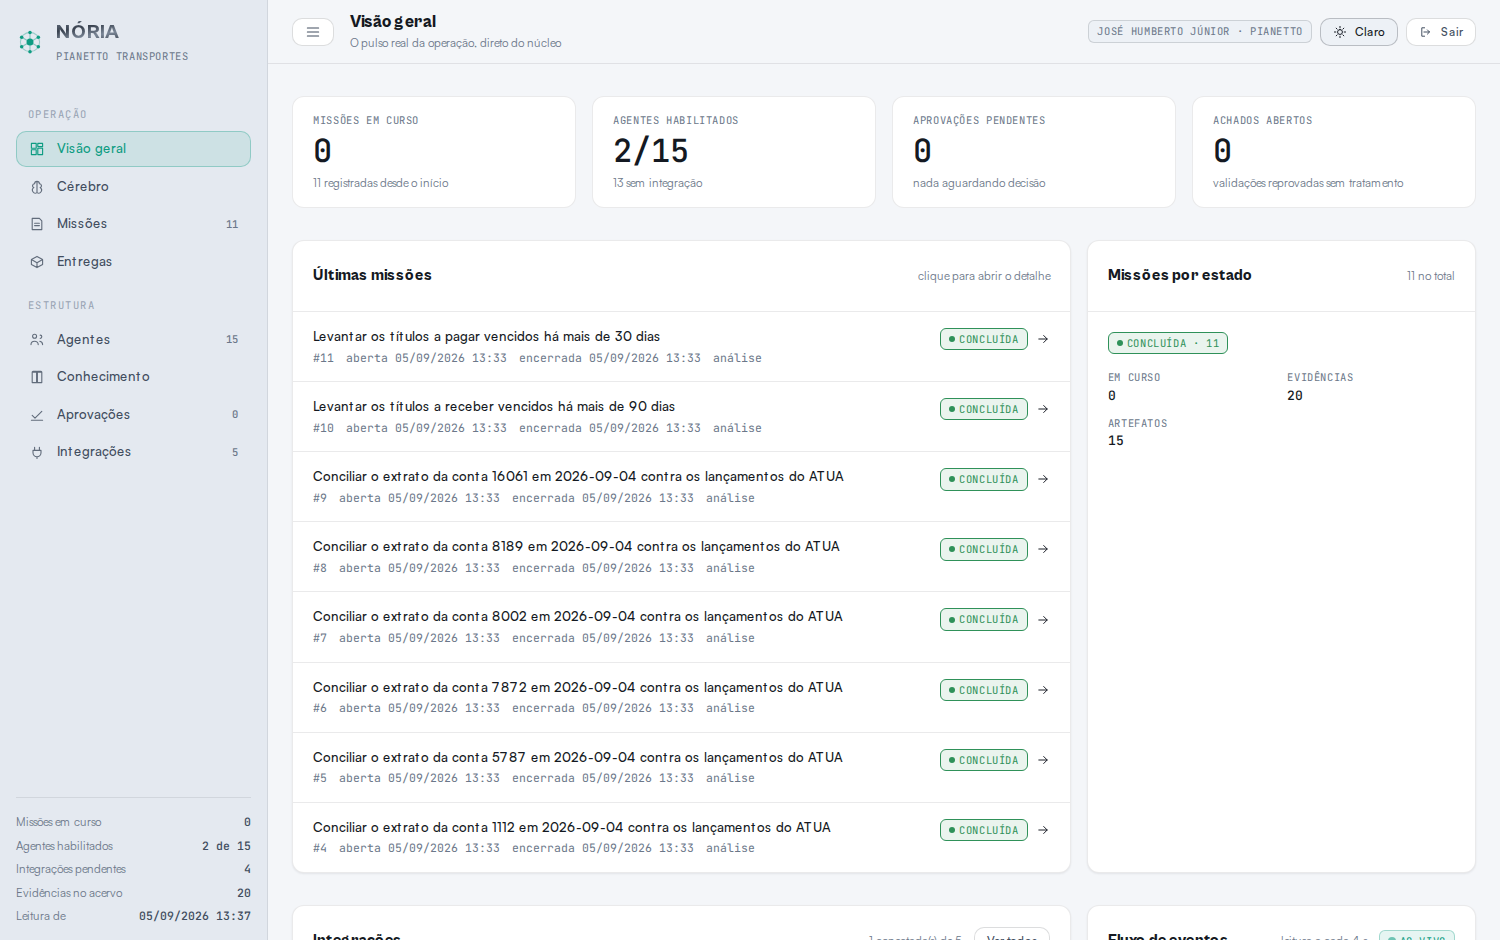 NÓRIA
PIANETTO TRANSPORTES
OPERAÇÃO
Visão geral
Cérebro
Missões 11
Entregas
ESTRUTURA
Agentes 15
Conhecimento
Aprovações 0
Integrações 5
Missões em curso 0
Agentes habilitados 2 de 15
Integrações pendentes 4
Evidências no acervo 20
Leitura de 05/09/2026 13:37
Visão geral
O pulso real da operação, direto do núcleo
JOSÉ HUMBERTO JÚNIOR · PIANETTO
Claro
Sair
MISSÕES EM CURSO
0
11 registradas desde o início
AGENTES HABILITADOS
2/15
13 sem integração
APROVAÇÕES PENDENTES
0
nada aguardando decisão
ACHADOS ABERTOS
0
validações reprovadas sem tratamento
Últimas missões
clique para abrir o detalhe
Levantar os títulos a pagar vencidos há mais de 30 dias
#11 aberta 05/09/2026 13:33 encerrada 05/09/2026 13:33 análise
CONCLUÍDA
Levantar os títulos a receber vencidos há mais de 90 dias
#10 aberta 05/09/2026 13:33 encerrada 05/09/2026 13:33 análise
CONCLUÍDA
Conciliar o extrato da conta 16061 em 2026-09-04 contra os lançamentos do ATUA
#9 aberta 05/09/2026 13:33 encerrada 05/09/2026 13:33 análise
CONCLUÍDA
Conciliar o extrato da conta 8189 em 2026-09-04 contra os lançamentos do ATUA
#8 aberta 05/09/2026 13:33 encerrada 05/09/2026 13:33 análise
CONCLUÍDA
Conciliar o extrato da conta 8002 em 2026-09-04 contra os lançamentos do ATUA
#7 aberta 05/09/2026 13:33 encerrada 05/09/2026 13:33 análise
CONCLUÍDA
Conciliar o extrato da conta 7872 em 2026-09-04 contra os lançamentos do ATUA
#6 aberta 05/09/2026 13:33 encerrada 05/09/2026 13:33 análise
CONCLUÍDA
Conciliar o extrato da conta 5787 em 2026-09-04 contra os lançamentos do ATUA
#5 aberta 05/09/2026 13:33 encerrada 05/09/2026 13:33 análise
CONCLUÍDA
Conciliar o extrato da conta 1112 em 2026-09-04 contra os lançamentos do ATUA
#4 aberta 05/09/2026 13:33 encerrada 05/09/2026 13:33 análise
CONCLUÍDA
Missões por estado
11 no total
CONCLUÍDA · 11
EM CURSO
0
EVIDÊNCIAS
20
ARTEFATOS
15
Integrações
1 conectada(s) de 5
Ver todas
Fluxo de eventos
leitura a cada 4 s
AO VIVO